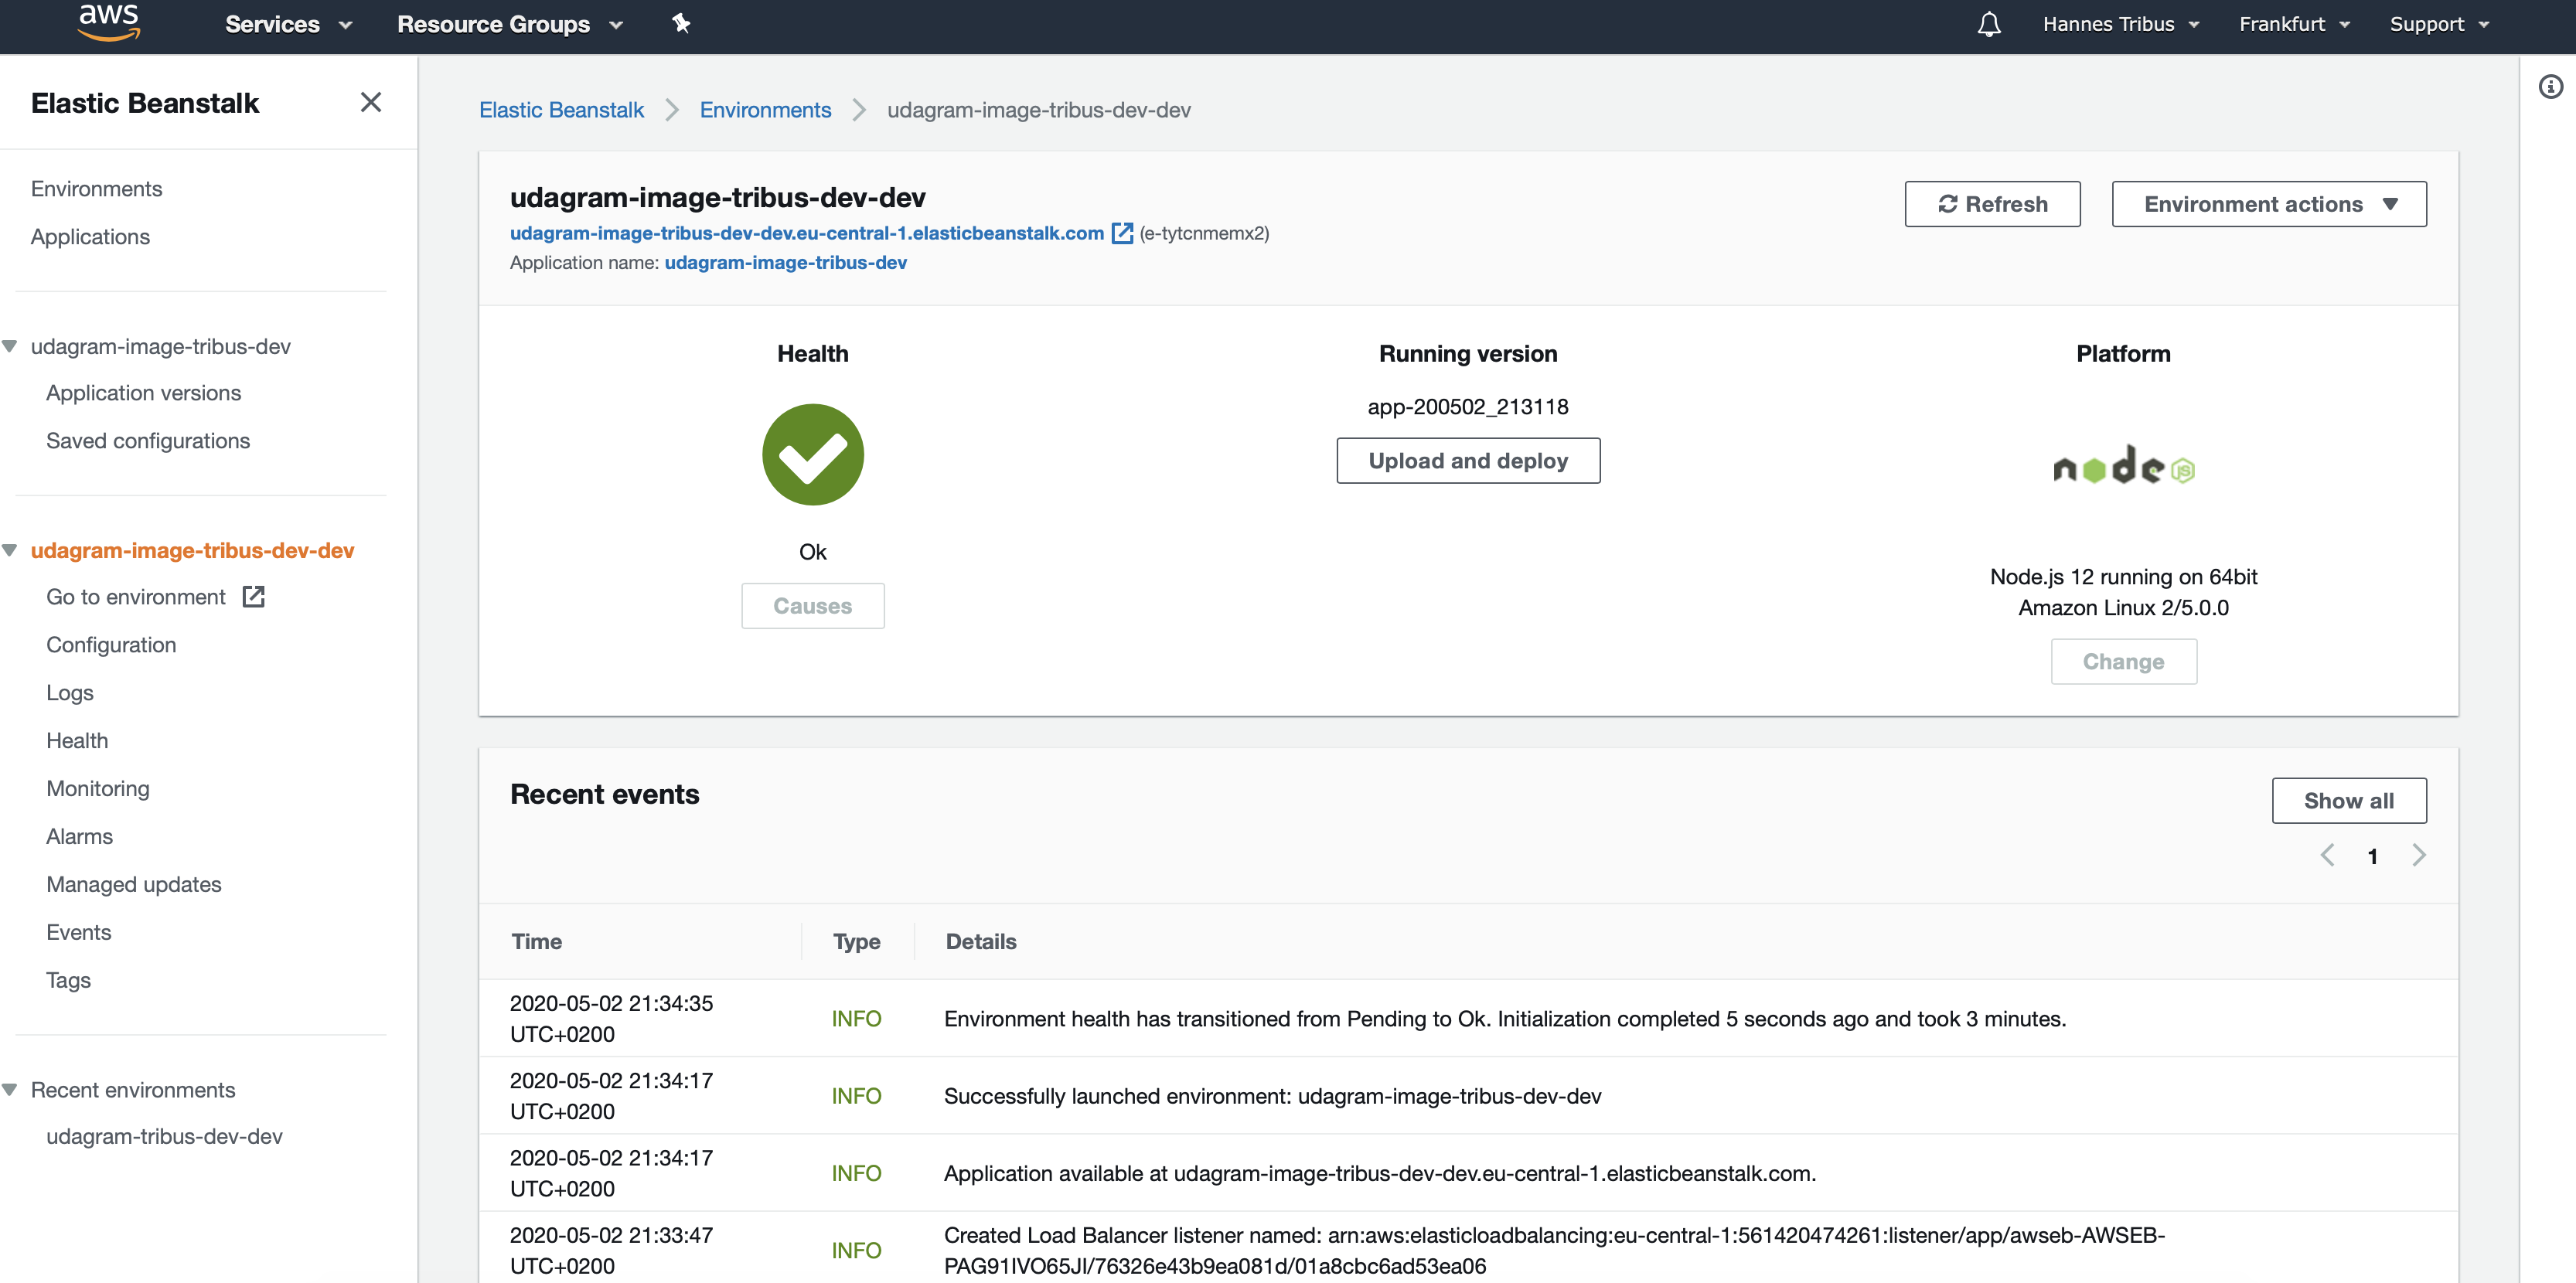 aws Services Resource Groups Hannes Tribus Frankfurt Support
Elastic Beanstalk
Environments
Applications
udagram-image-tribus-dev
Application versions
Saved configurations
udagram-image-tribus-dev-dev
Go to environment
Configuration
Logs
Health
Monitoring
Alarms
Managed updates
Events
Tags
Recent environments
udagram-tribus-dev-dev
Elastic Beanstalk Environments udagram-image-tribus-dev-dev
udagram-image-tribus-dev-dev
udagram-image-tribus-dev-dev.eu-central-1.elasticbeanstalk.com (e-tytcnmemx2)
Application name: udagram-image-tribus-dev
Refresh Environment actions
Health
Ok
Causes
Running version
app-200502_213118
Upload and deploy
Platform
node JS
Node.js 12 running on 64bit
Amazon Linux 2/5.0.0
Change
Recent events
Show all
1
Time Type Details
2020-05-02 21:34:35
UTC+0200
INFO
Environment health has transitioned from Pending to Ok. Initialization completed 5 seconds ago and took 3 minutes.
2020-05-02 21:34:17
UTC+0200
INFO
Successfully launched environment: udagram-image-tribus-dev-dev
2020-05-02 21:34:17
UTC+0200
INFO
Application available at udagram-image-tribus-dev-dev.eu-central-1.elasticbeanstalk.com.
2020-05-02 21:33:47
UTC+0200
INFO
Created Load Balancer listener named: arn:aws:elasticloadbalancing:eu-central-1:561420474261:listener/app/awseb-AWSEB-
PAG91IVO65JI/76326e43b9ea081d/01a8cbc6ad53ea06